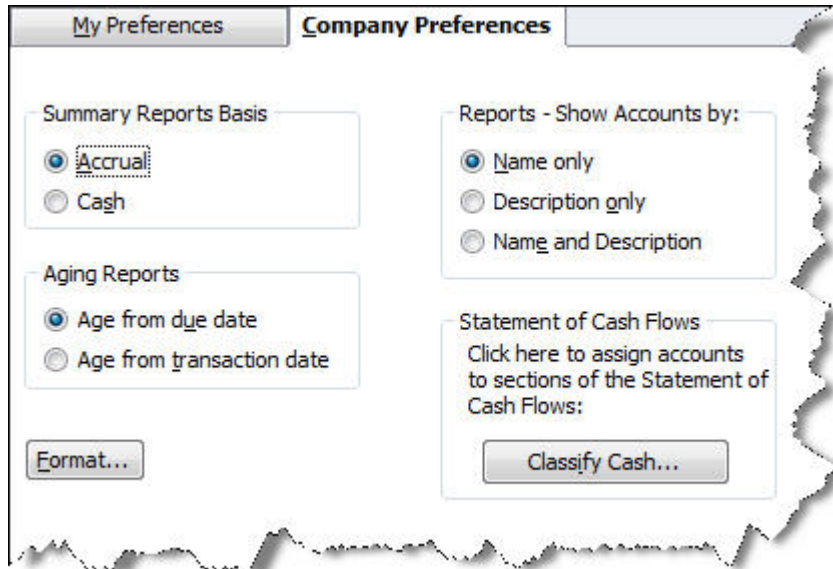 My Preferences
Company Preferences
Summary Reports Basis
Accrual
Cash
Aging Reports
Age from due date
Age from transaction date
Format...
Reports - Show Accounts by:
Name only
Description only
Name and Description
Statement of Cash Flows
Click here to assign accounts
to sections of the Statement of
Cash Flows:
Classify Cash...